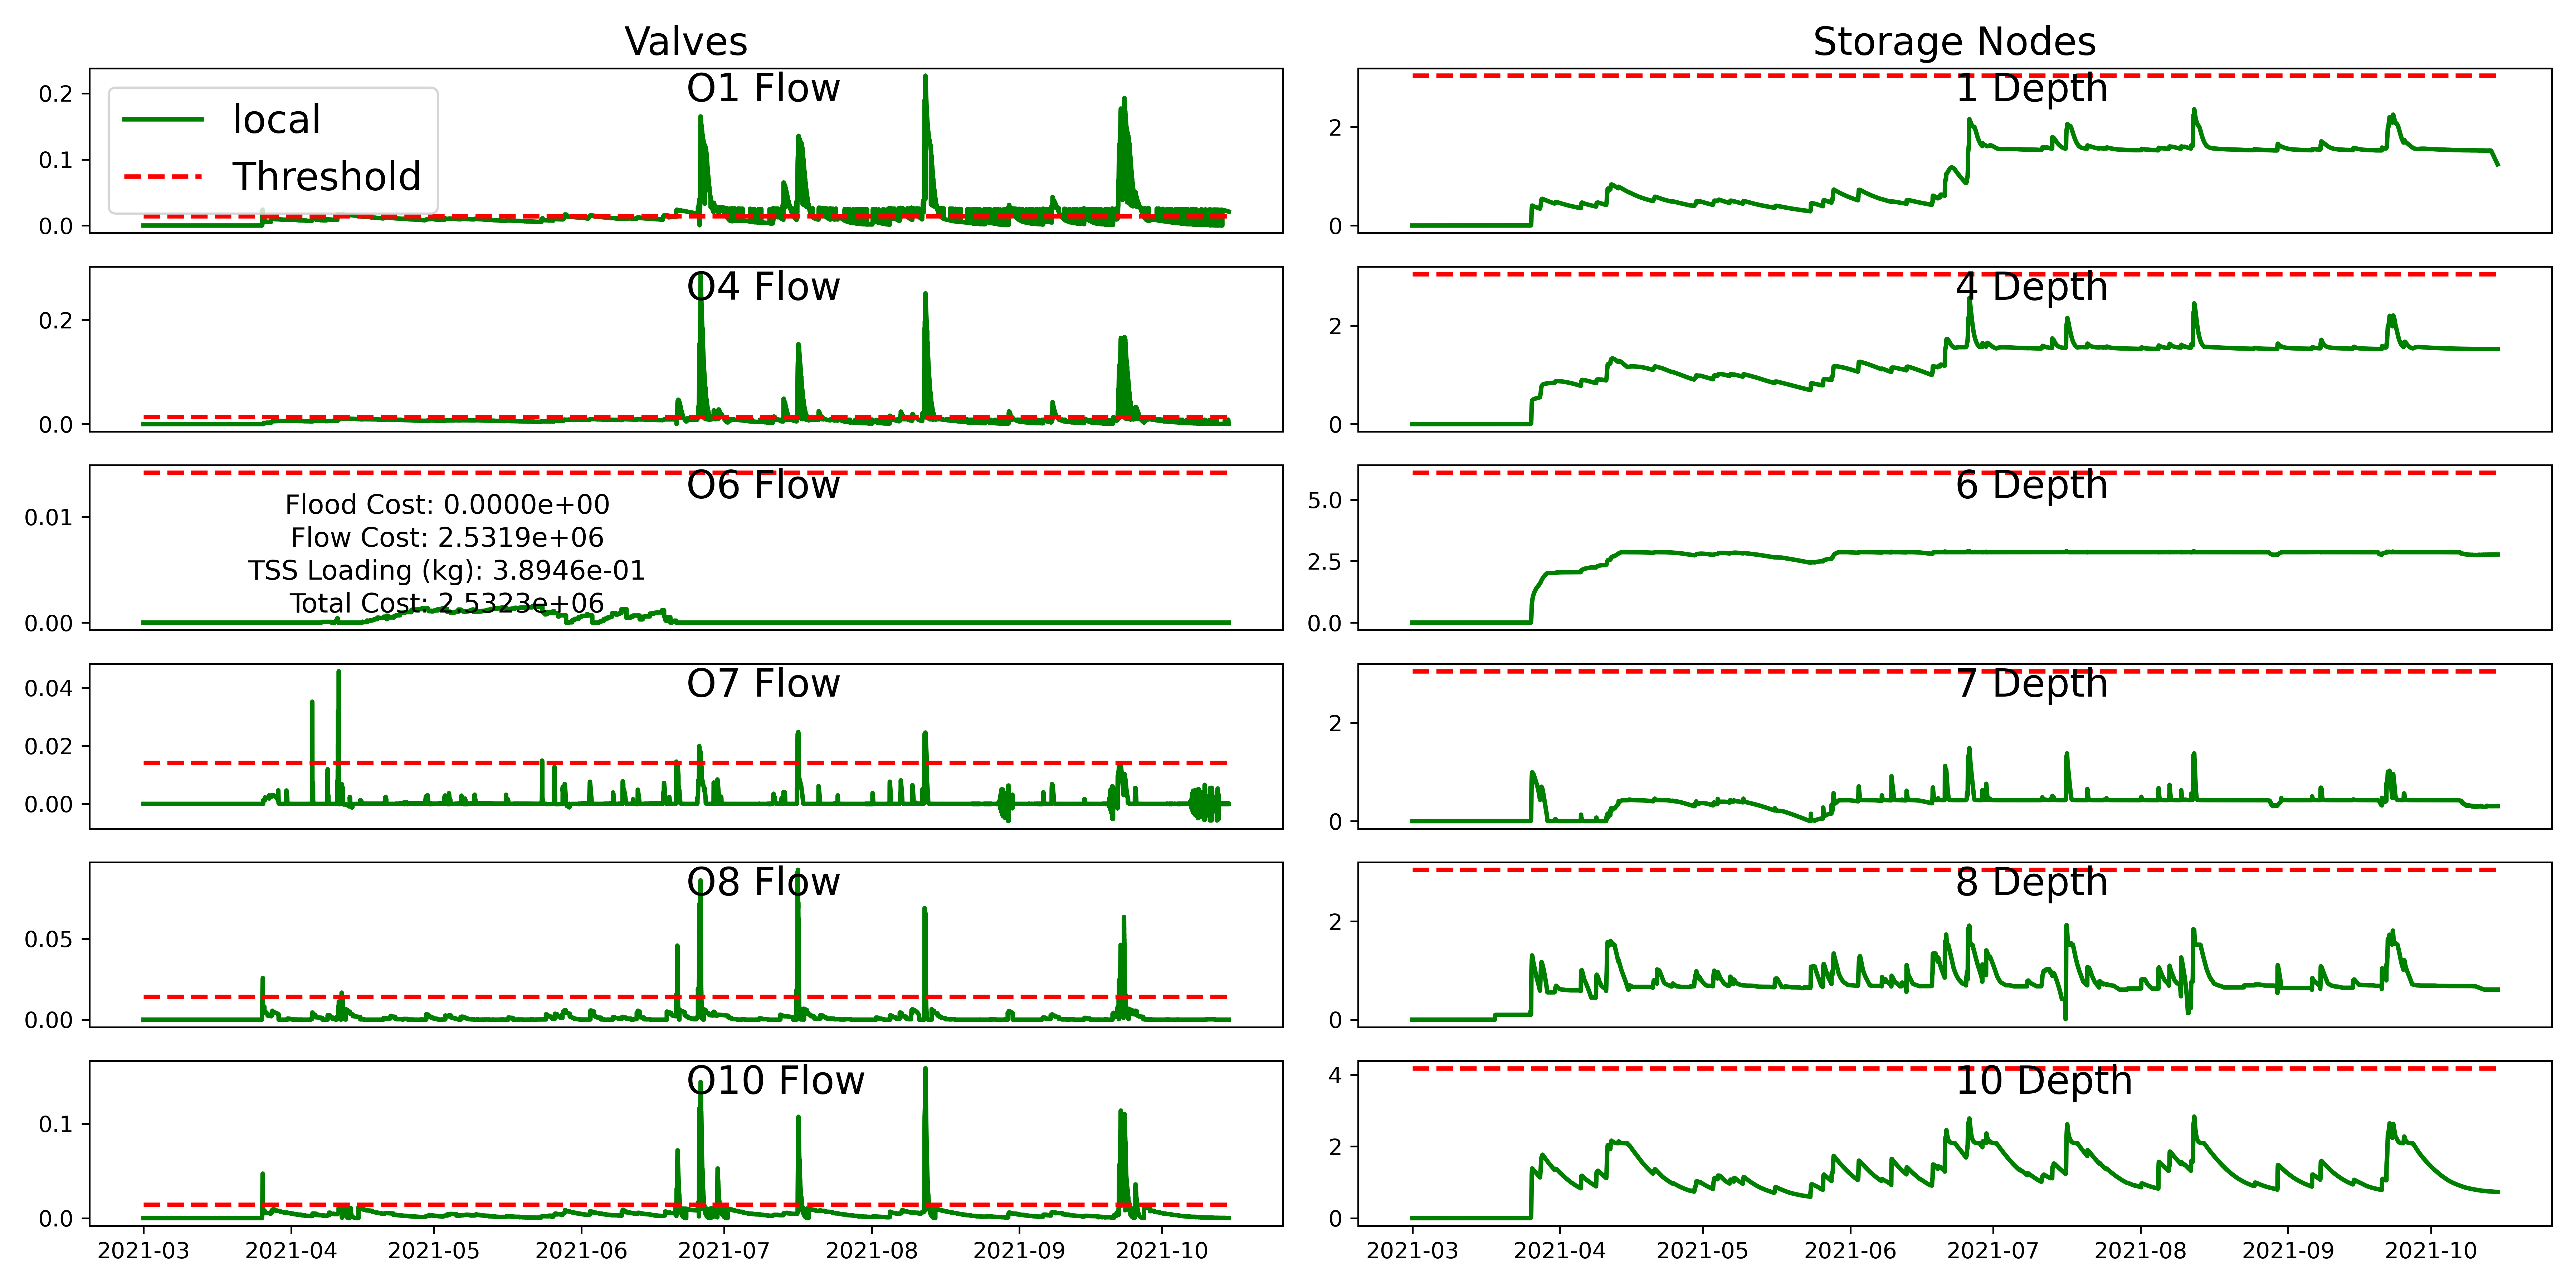 Valves
Storage Nodes
O1 Flow
local
Threshold
0.2
0.1
0.0
1 Depth
2
0
O4 Flow
0.2
0.0
4 Depth
2
0
O6 Flow
0.01
0.00
Flood Cost: 0.0000e+00
Flow Cost: 2.5319e+06
TSS Loading (kg): 3.8946e-01
Total Cost: 2.5323e+06
6 Depth
5.0
2.5
0.0
O7 Flow
0.04
0.02
0.00
7 Depth
2
0
O8 Flow
0.05
0.00
8 Depth
2
0
O10 Flow
0.1
0.0
10 Depth
4
2
0
2021-03 2021-04 2021-05 2021-06 2021-07 2021-08 2021-09 2021-10
2021-03 2021-04 2021-05 2021-06 2021-07 2021-08 2021-09 2021-10